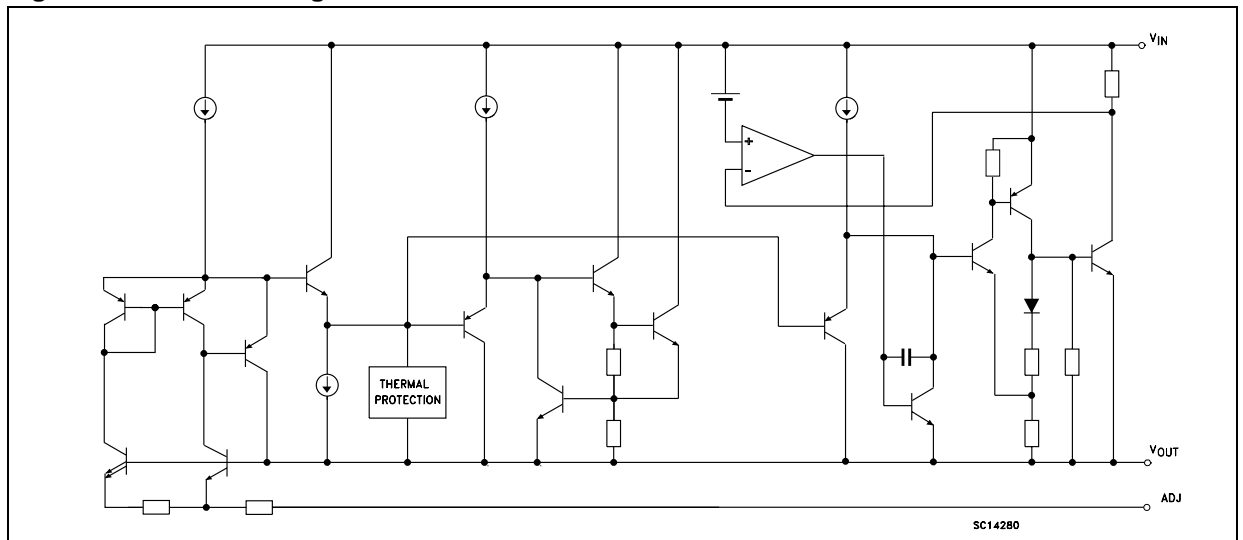 VIN
+
-
THERMAL
PROTECTION
VOUT
ADJ
SC14280